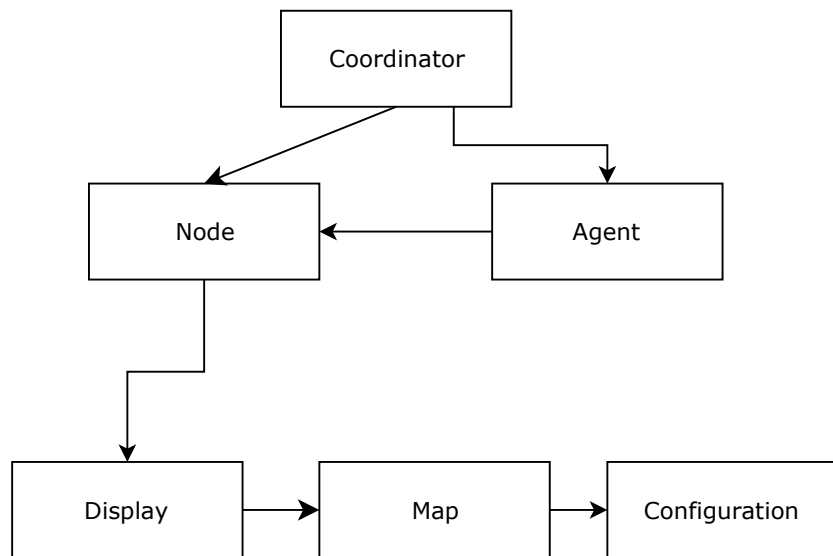 Coordinator
Node
Agent
Display
Map
Configuration